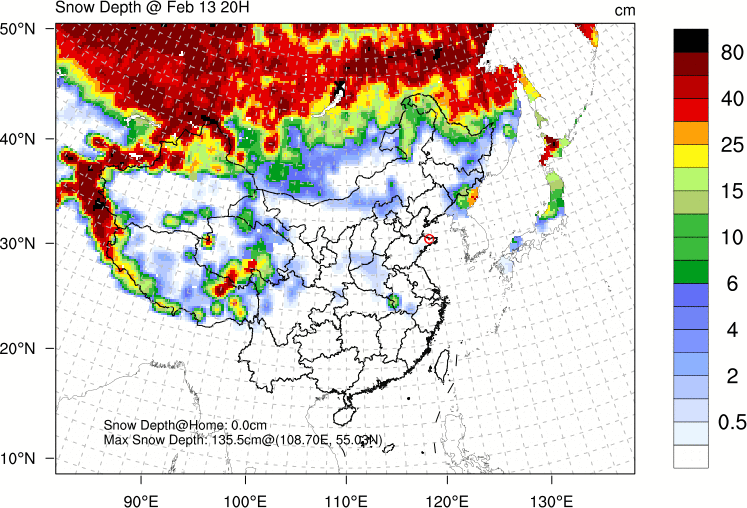 Snow Depth @ Feb 13 20H
cm
50°N
40°N
30°N
20°N
10°N
80
40
25
15
10
6
4
2
0.5
Snow Depth@Home: 0.0cm
Max Snow Depth: 135.5cm@(108.70E, 55.03N)
90°E
100°E
110°E
120°E
130°E